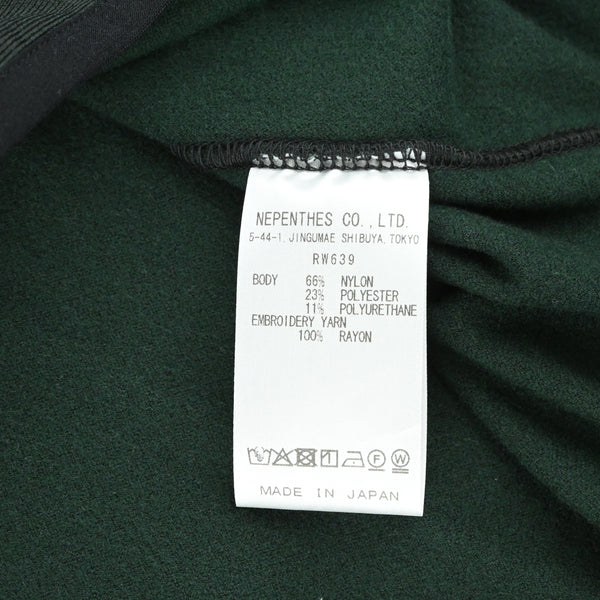 NEPENTHES CO.,LTD.
5-44-1,JINGUMAE SHIBUYA,TOKYO
RW639
BODY 66% NYLON
23% POLYESTER
11% POLYURETHANE
EMBROIDERY YARN
100% RAYON
F W
MADE IN JAPAN